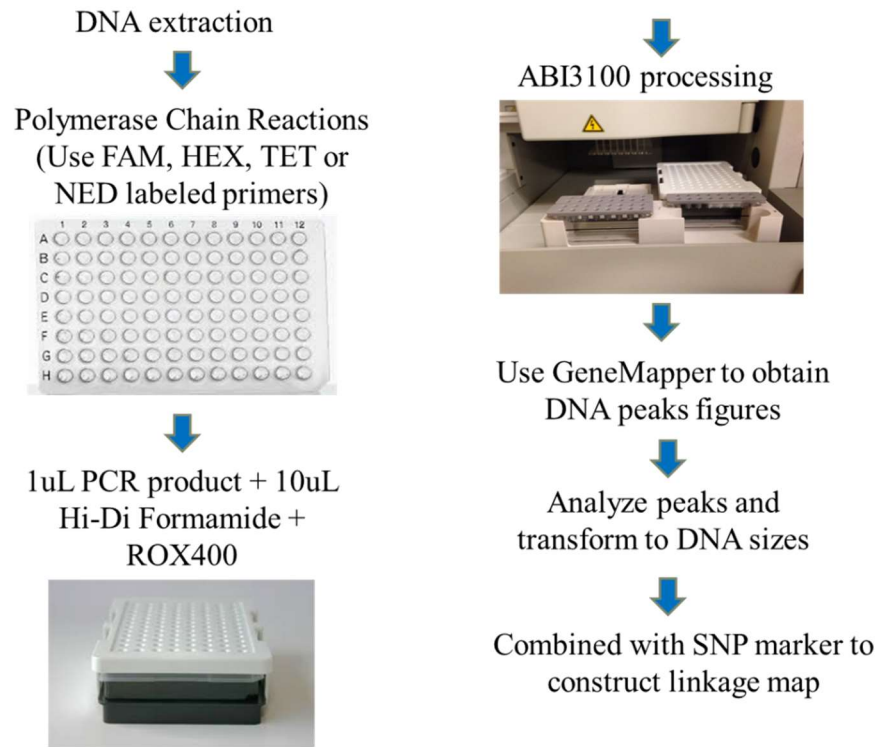 DNA extraction
Polymerase Chain Reactions
(Use FAM, HEX, TET or
NED labeled primers)
1 2 3 4 5 6 7 8 9 10 11 12
A
B
C
D
E
F
G
H
1uL PCR product + 10uL
Hi-Di Formamide +
ROX400
ABI3100 processing
Use GeneMapper to obtain
DNA peaks figures
Analyze peaks and
transform to DNA sizes
Combined with SNP marker to
construct linkage map